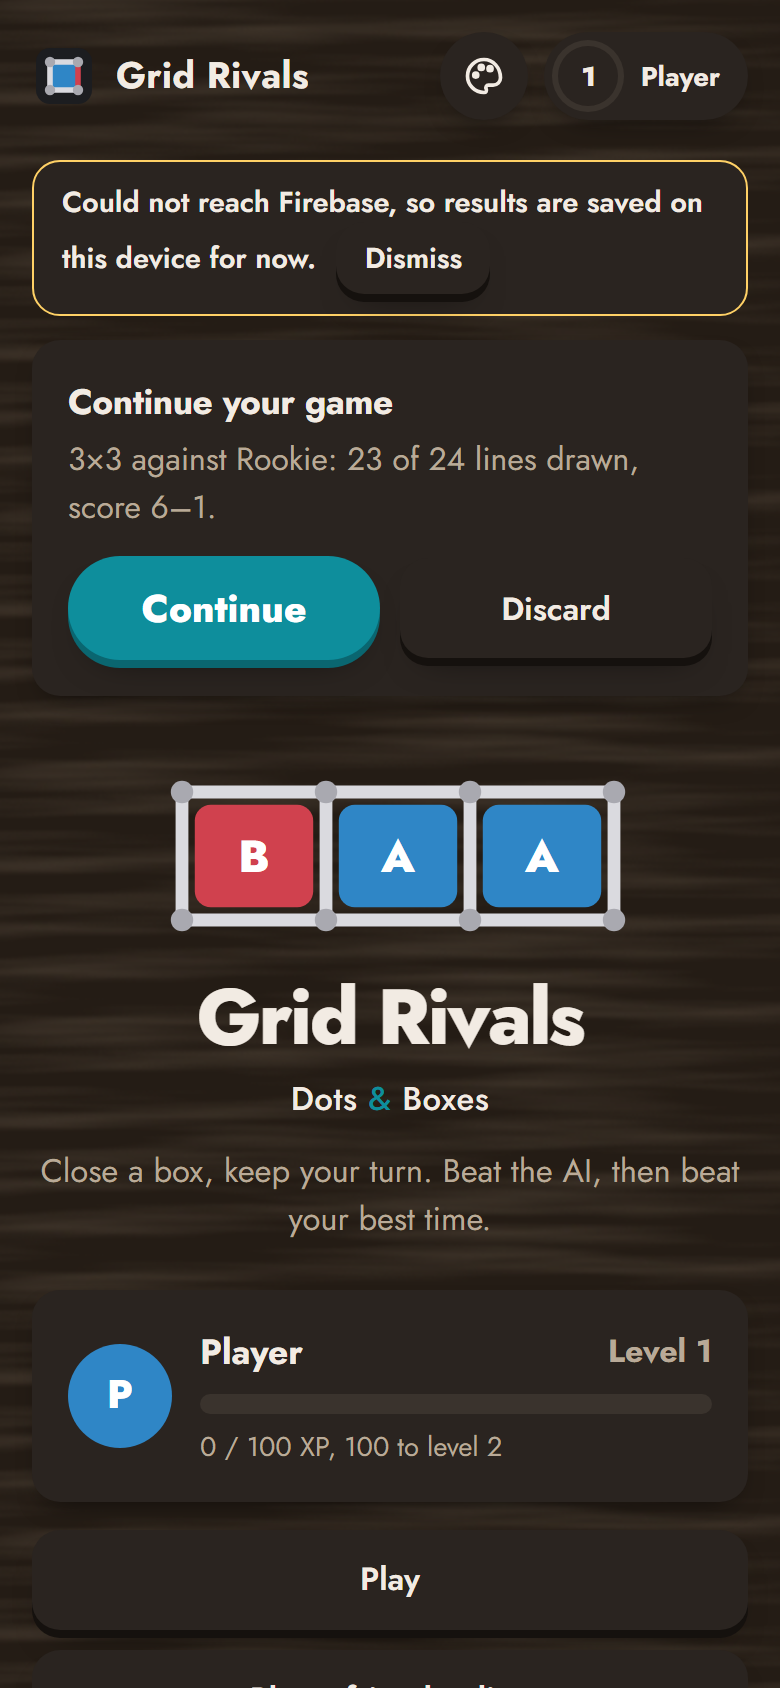 Grid Rivals
1 Player
Could not reach Firebase, so results are saved on
this device for now. Dismiss
Continue your game
3×3 against Rookie: 23 of 24 lines drawn,
score 6–1.
Continue Discard
B A A
Grid Rivals
Dots & Boxes
Close a box, keep your turn. Beat the AI, then beat
your best time.
P
Player Level 1
0 / 100 XP, 100 to level 2
Play